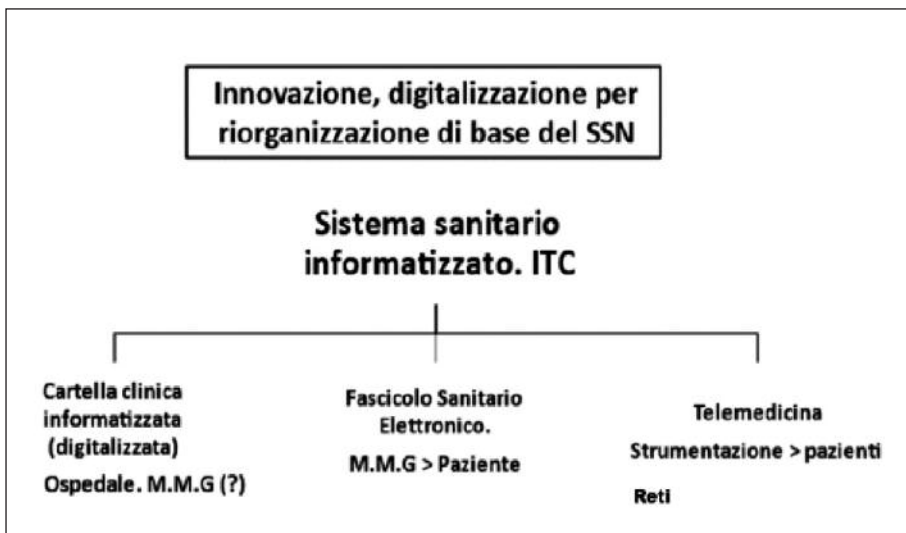 Innovazione, digitalizzazione per
riorganizzazione di base del SSN
Sistema sanitario
informatizzato. ITC
Cartella clinica
informatizzata
(digitalizzata)
Ospedale. M.M.G (?)
Fascicolo Sanitario
Elettronico.
M.M.G > Paziente
Telemedicina
Strumentazione > pazienti
Reti